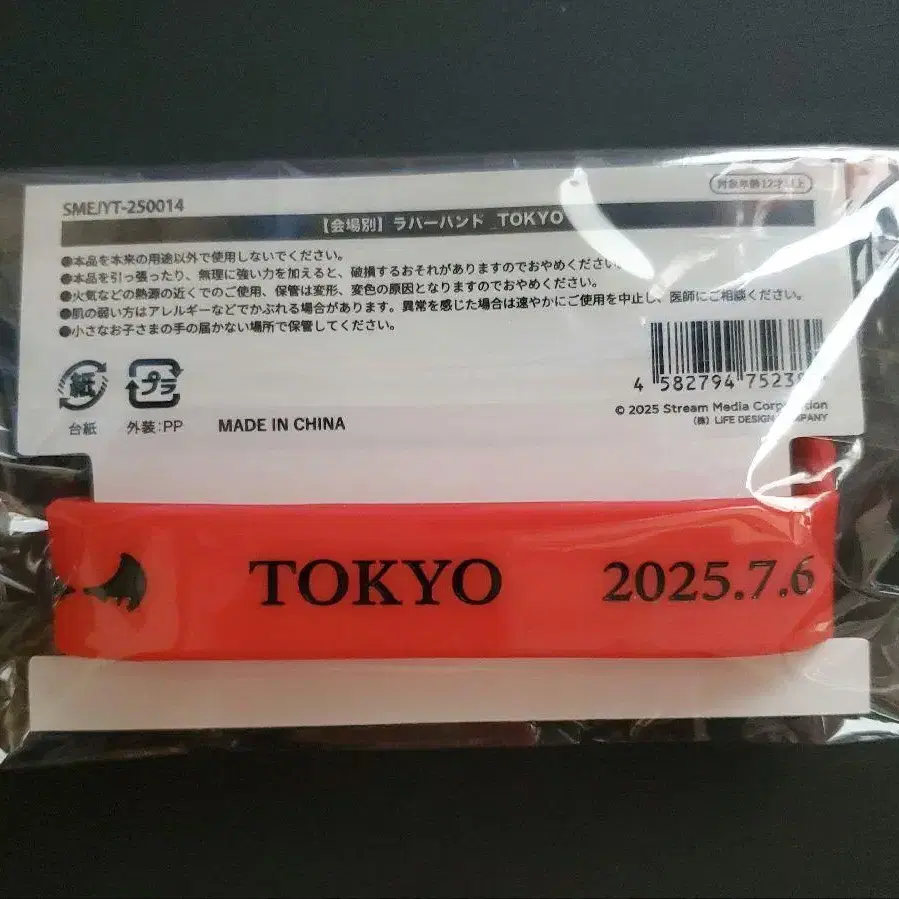 対象年齢12才以上
SMEJYT-250014
【会場別】ラバーバンド_TOKYO
●本品を本来の用途以外で使用しないでください。
●本品を引っ張ったり、無理に強い力を加えると、破損するおそれがありますのでおやめください。
●火気などの熱源の近くでのご使用、保管は変形、変色の原因となりますのでおやめください。
●肌の弱い方はアレルギーなどでかぶれる場合があります。異常を感じた場合は速やかにご使用を中止し、医師にご相談ください。
●小さなお子さまの手の届かない場所で保管してください。
紙
プラ
台紙
外装:PP
MADE IN CHINA
4 582794 7523
© 2025 Stream Media Corporation
(株) LIFE DESIGN COMPANY
TOKYO
2025.7.6